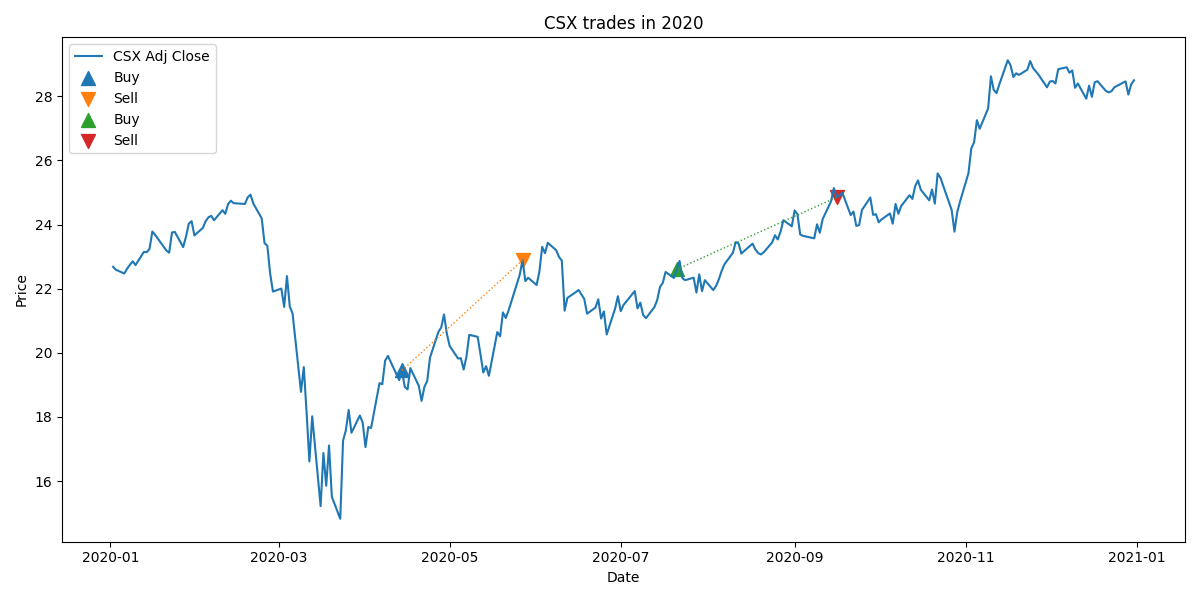 CSX trades in 2020
CSX Adj Close
Buy
Sell
Buy
Sell
Price
28
26
24
22
20
18
16
2020-01
2020-03
2020-05
2020-07
2020-09
2020-11
2021-01
Date